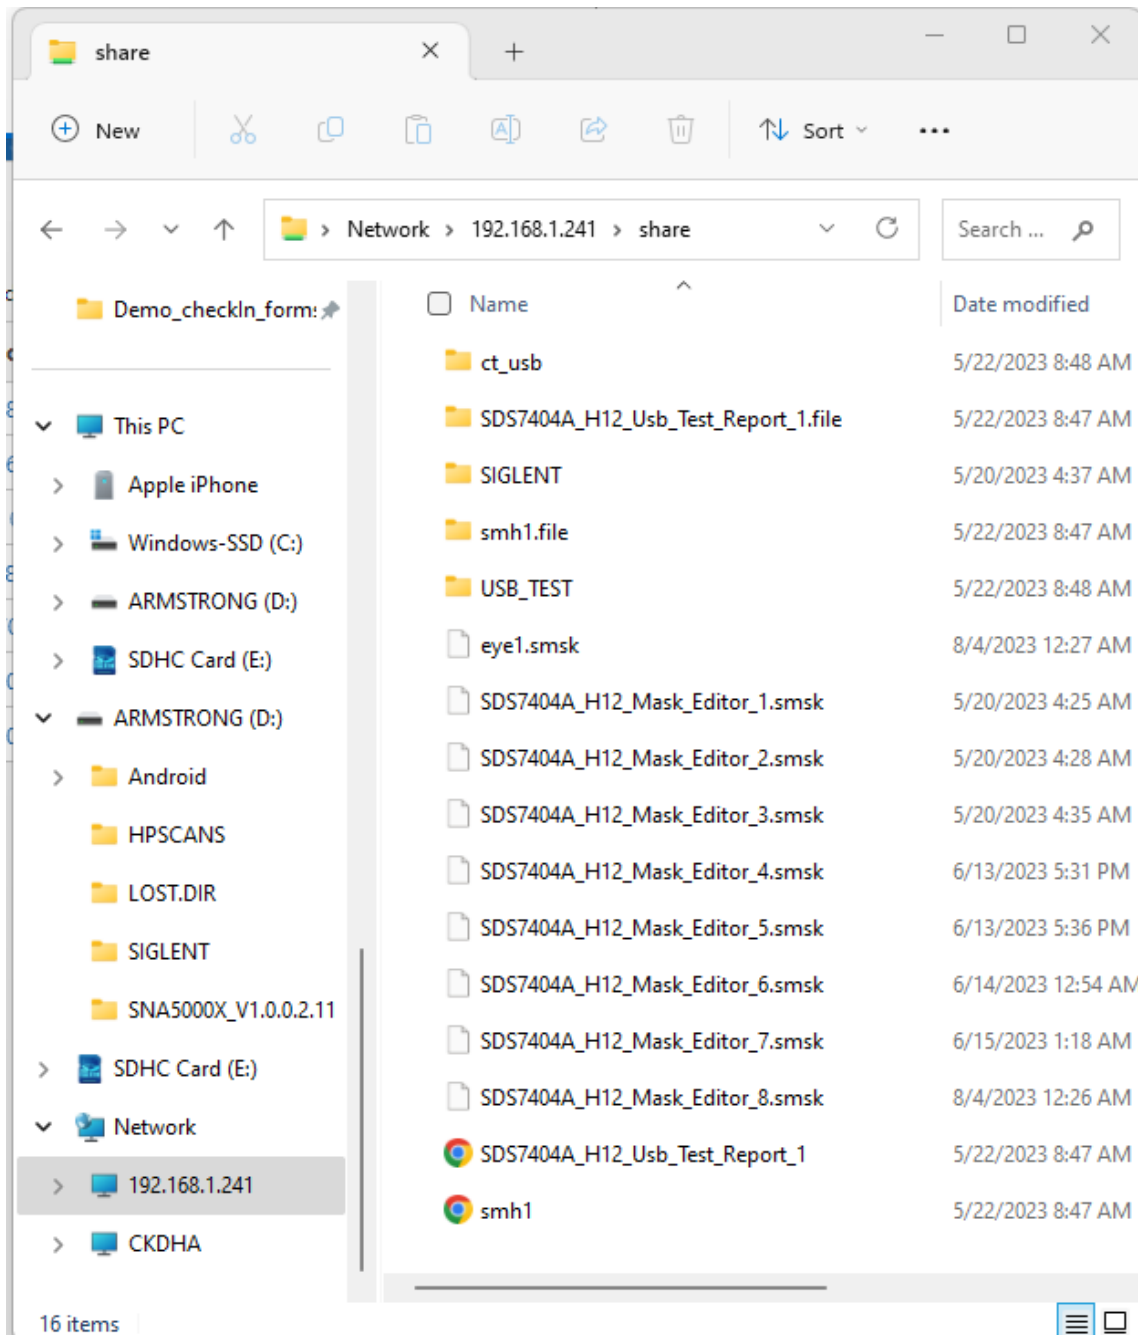 share
New
Sort
Network
192.168.1.241
share
Search ...
Demo_checkIn_form
Name
Date modified
ct_usb
5/22/2023 8:48 AM
SDS7404A_H12_Usb_Test_Report_1.file
5/22/2023 8:47 AM
This PC
SIGLENT
5/20/2023 4:37 AM
Apple iPhone
smh1.file
5/22/2023 8:47 AM
Windows-SSD (C:)
USB_TEST
5/22/2023 8:48 AM
ARMSTRONG (D:)
eye1.smsk
8/4/2023 12:27 AM
SDHC Card (E:)
SDS7404A_H12_Mask_Editor_1.smsk
5/20/2023 4:25 AM
ARMSTRONG (D:)
SDS7404A_H12_Mask_Editor_2.smsk
5/20/2023 4:28 AM
Android
SDS7404A_H12_Mask_Editor_3.smsk
5/20/2023 4:35 AM
HPSCANS
SDS7404A_H12_Mask_Editor_4.smsk
6/13/2023 5:31 PM
LOST.DIR
SDS7404A_H12_Mask_Editor_5.smsk
6/13/2023 5:36 PM
SIGLENT
SDS7404A_H12_Mask_Editor_6.smsk
6/14/2023 12:54 AM
SNA5000X_V1.0.0.2.11
SDS7404A_H12_Mask_Editor_7.smsk
6/15/2023 1:18 AM
SDHC Card (E:)
SDS7404A_H12_Mask_Editor_8.smsk
8/4/2023 12:26 AM
Network
SDS7404A_H12_Usb_Test_Report_1
5/22/2023 8:47 AM
192.168.1.241
smh1
5/22/2023 8:47 AM
CKDHA
16 items